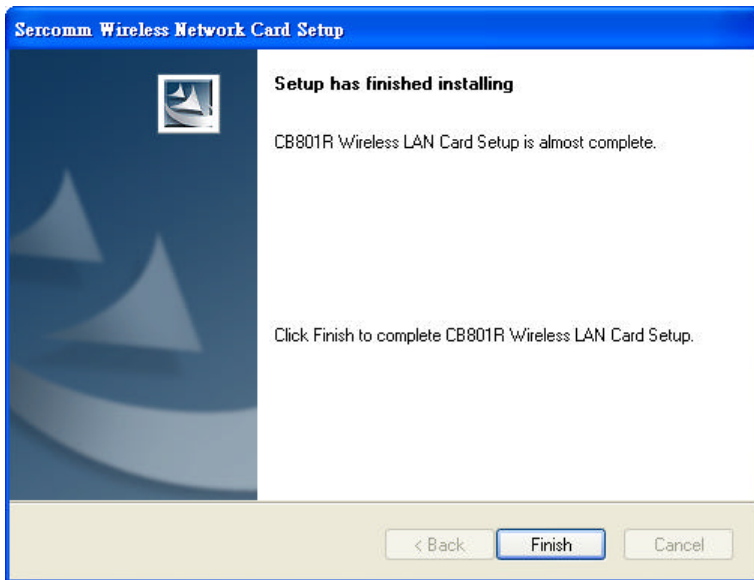 Sercomm Wireless Network Card Setup
Setup has finished installing
CB801R Wireless LAN Card Setup is almost complete.
Click Finish to complete CB801R Wireless LAN Card Setup.
< Back
Finish
Cancel